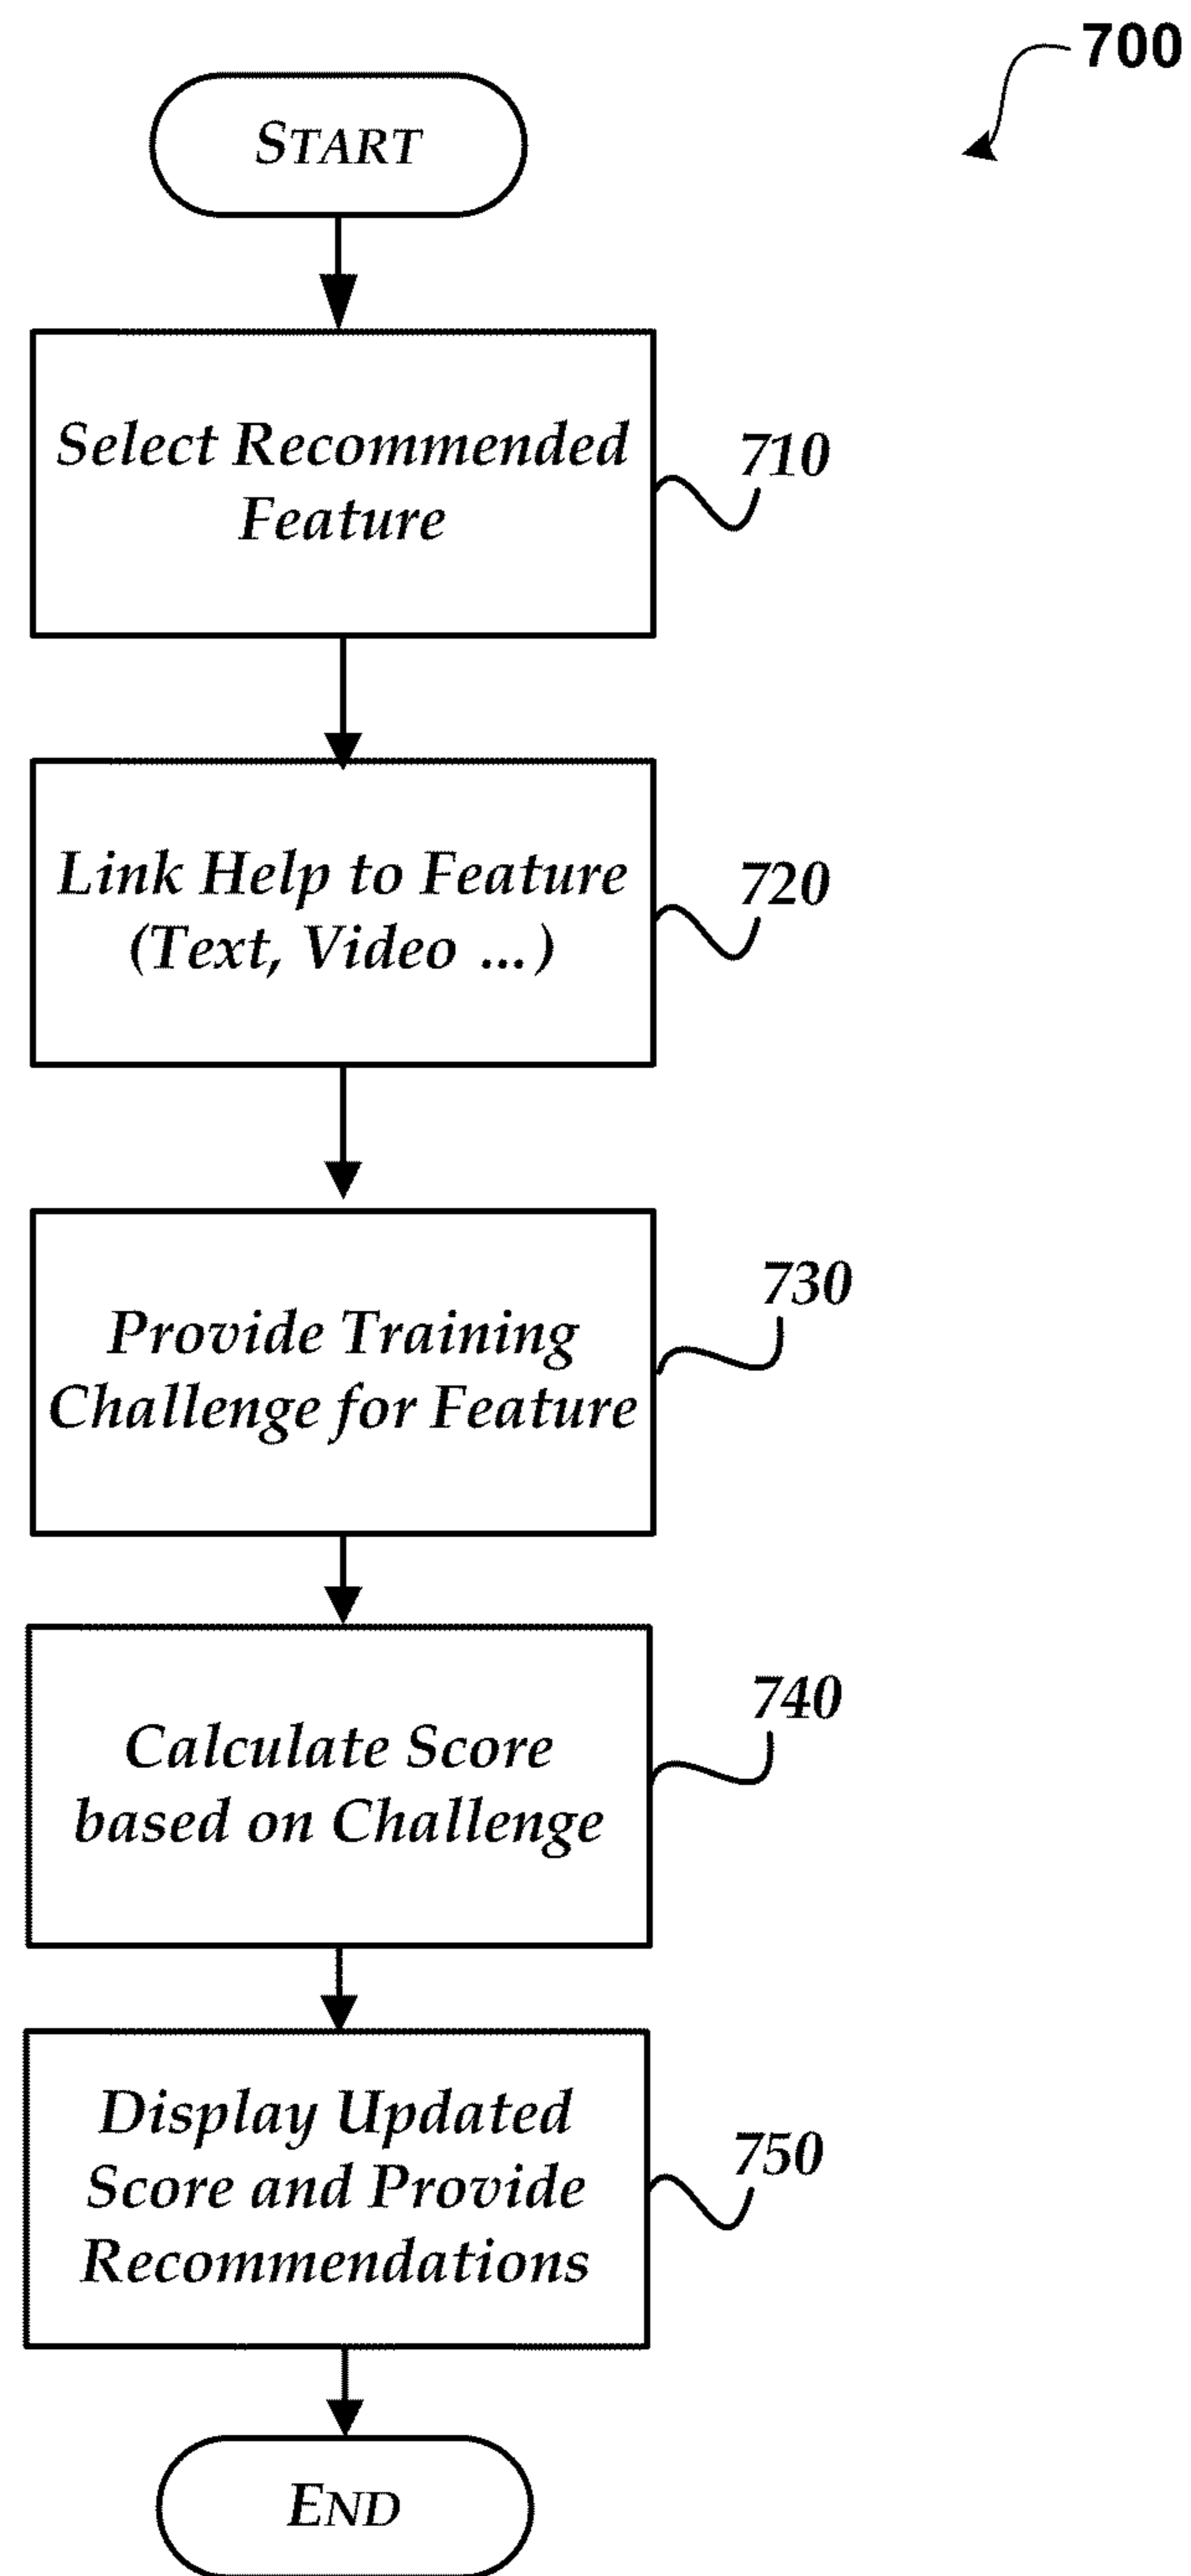 700
START
Select Recommended
Feature
710
Link Help to Feature
(Text, Video ...)
720
Provide Training
Challenge for Feature
730
Calculate Score
based on Challenge
740
Display Updated
Score and Provide
Recommendations
750
END